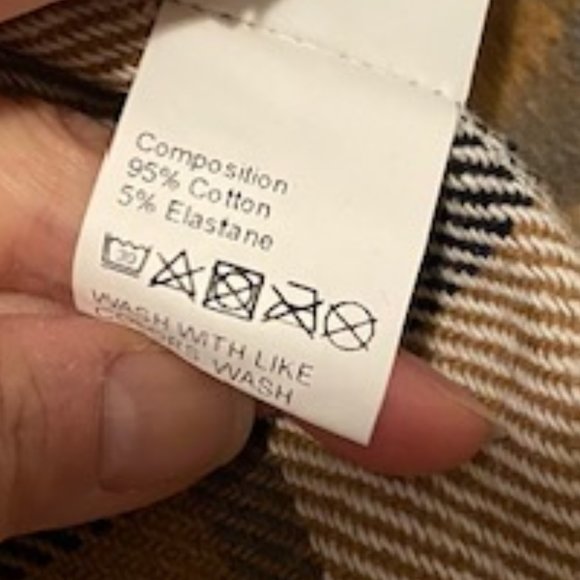 Composition
95% Cotton
5% Elastane
30
WASH WITH LIKE
COLORS. WASH